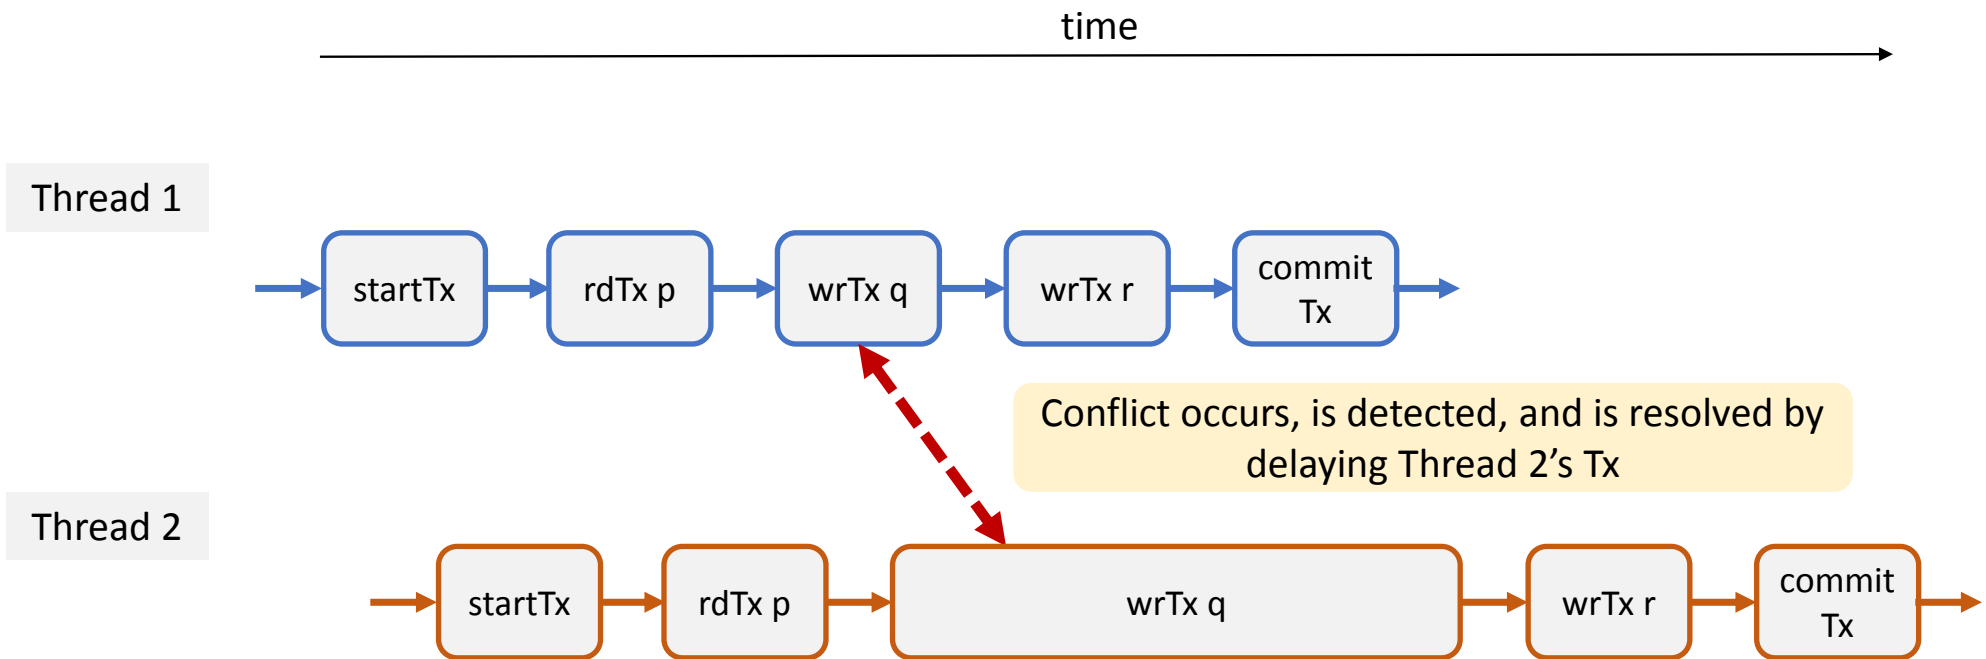 time
Thread 1
startTx
rdTx p
wrTx q
wrTx r
commit
Tx
Conflict occurs, is detected, and is resolved by
delaying Thread 2’s Tx
Thread 2
startTx
rdTx p
wrTx q
wrTx r
commit
Tx